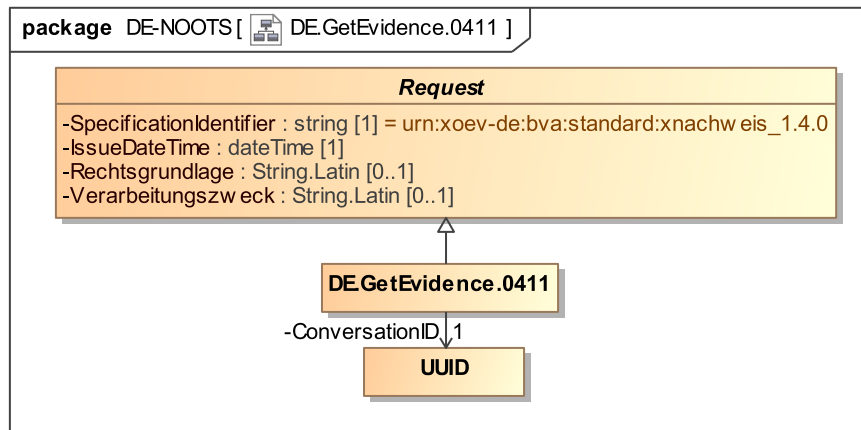 package DE-NOOTS [ DE.GetEvidence.0411 ]
Request
-SpecificationIdentifier : string [1] = urn:xoev-de:bva:standard:xnachweis_1.4.0
-IssueDateTime : dateTime [1]
-Rechtsgrundlage : String.Latin [0..1]
-Verarbeitungszweck : String.Latin [0..1]
DE.GetEvidence.0411
-ConversationID 1
UUID